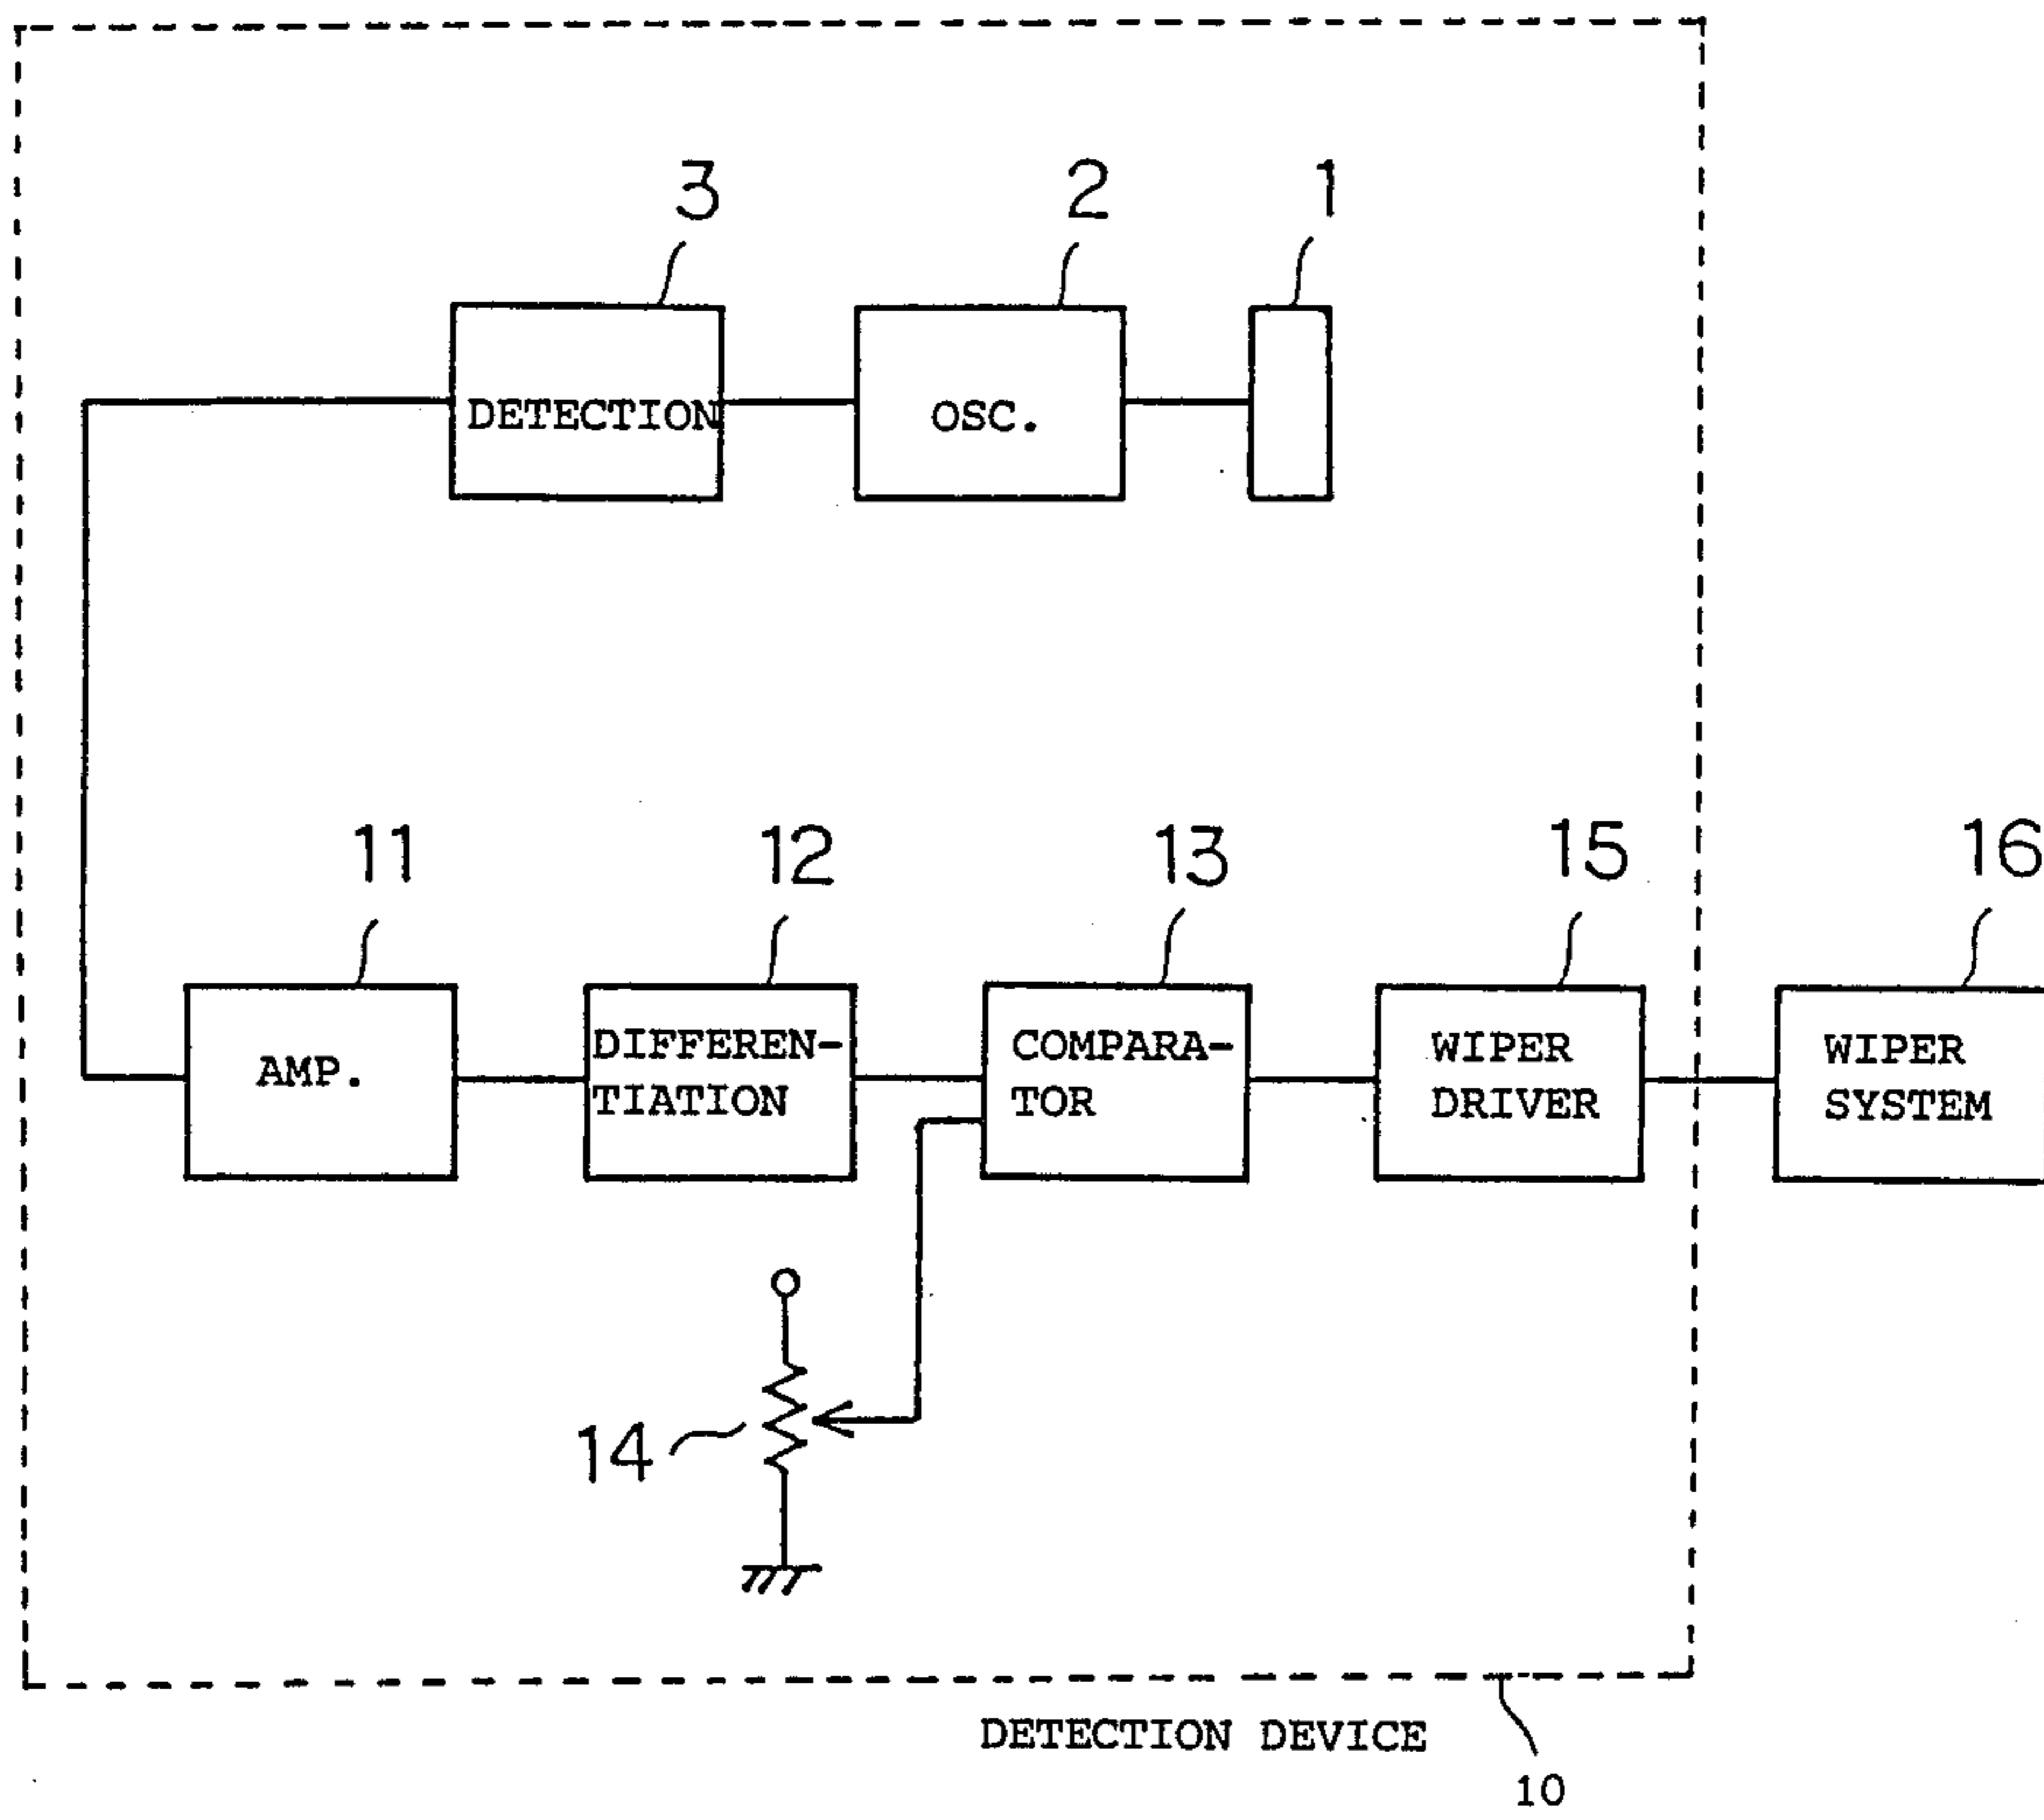 3 2 1
DETECTION OSC.
11 12 13 15 16
AMP. DIFFEREN-
TIATION COMPARA-
TOR WIPER
DRIVER WIPER
SYSTEM
14
DETECTION DEVICE
10